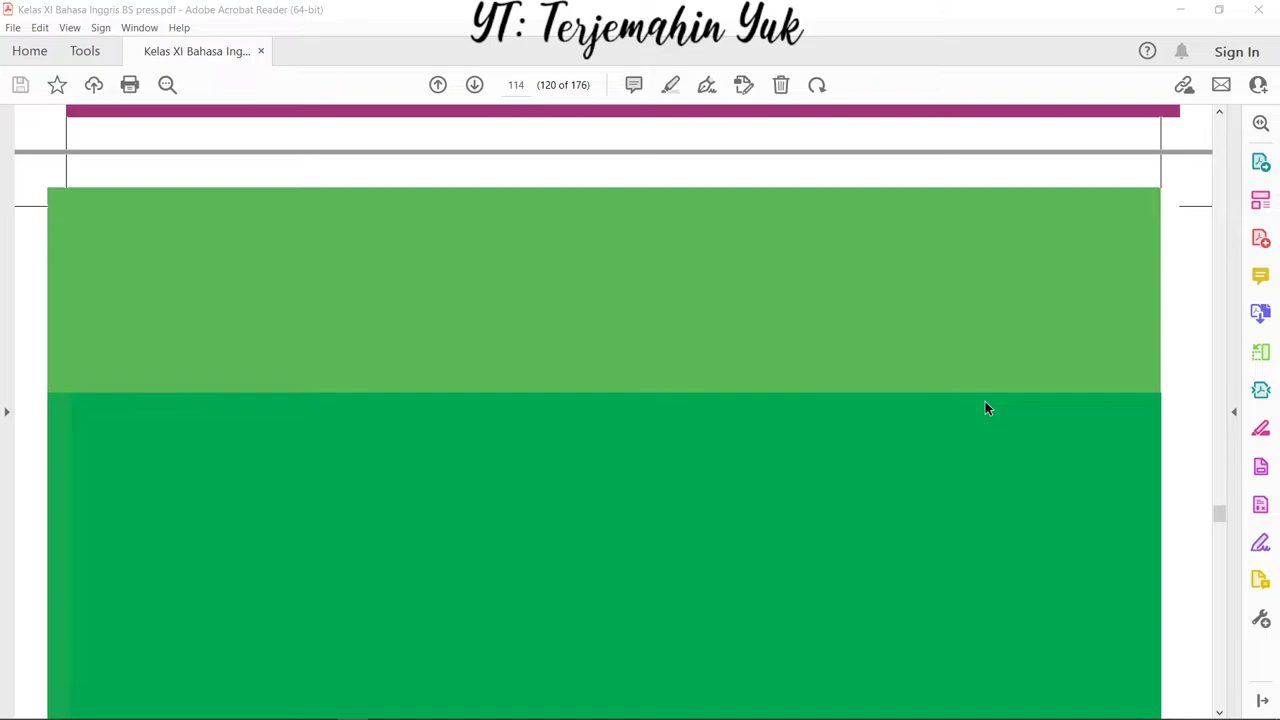 Kelas XI Bahasa Inggris BS press.pdf - Adobe Acrobat Reader (64-bit)
YT: Terjemahin Yuk
File Edit View Sign Window Help
Home Tools Kelas XI Bahasa Ing... × Sign In
114 (120 of 176)